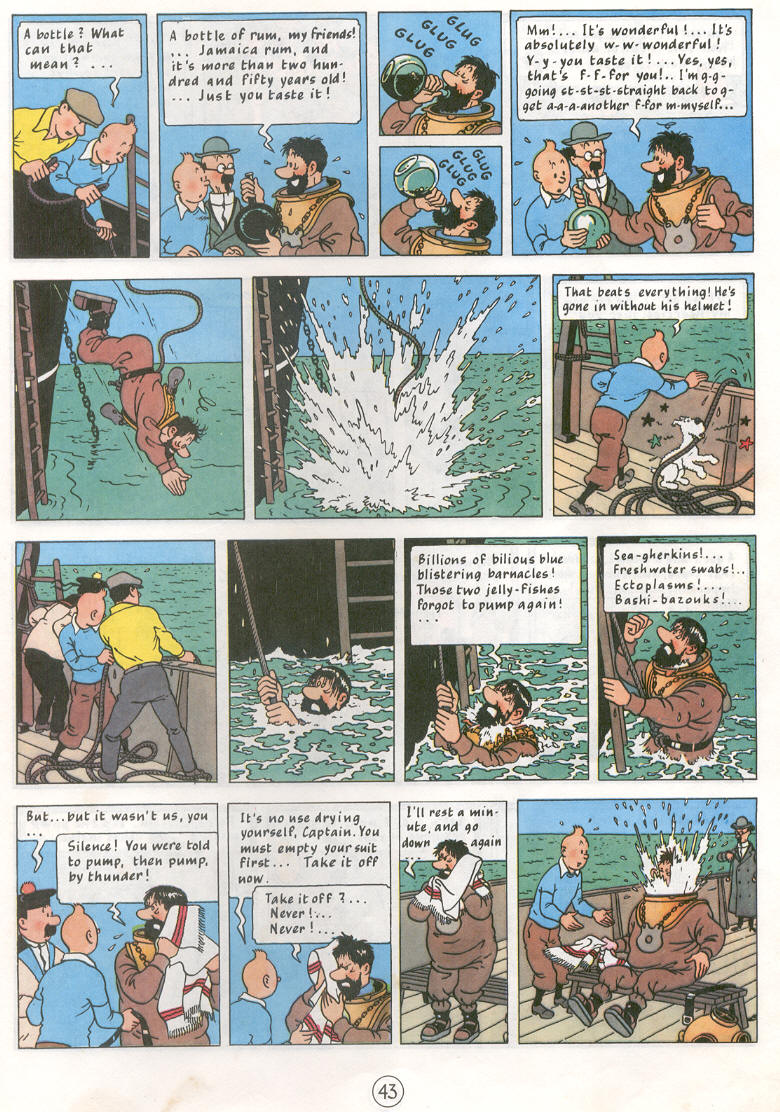 A bottle? What
can that
mean? ...
A bottle of rum, my friends!
... Jamaica rum, and
it's more than two hun-
dred and fifty years old!
... Just you taste it!
GLUG
GLUG
GLUG
GLUG
GLUG
GLUG
GLUG
Mm!... It's wonderful!... It's
absolutely w-w-wonderful!
Y-y-you taste it!... Yes, yes,
that's f-f-for you!.. I'm g-g-
going st-st-st-straight back to g-
get a-a-a-another f-for m-myself...
That beats everything! He's
gone in without his helmet!
Billions of bilious blue
blistering barnacles!
Those two jelly-fishes
forgot to pump again!
...
Sea-gherkins!...
Freshwater swabs!..
Ectoplasms!...
Bashi-bazouks!...
But...but it wasn't us, you
...
Silence! You were told
to pump, then pump,
by thunder!
It's no use drying
yourself, Captain. You
must empty your suit
first... Take it off
now.
Take it off?...
Never!...
Never!....
I'll rest a min-
ute, and go
down again
...
43